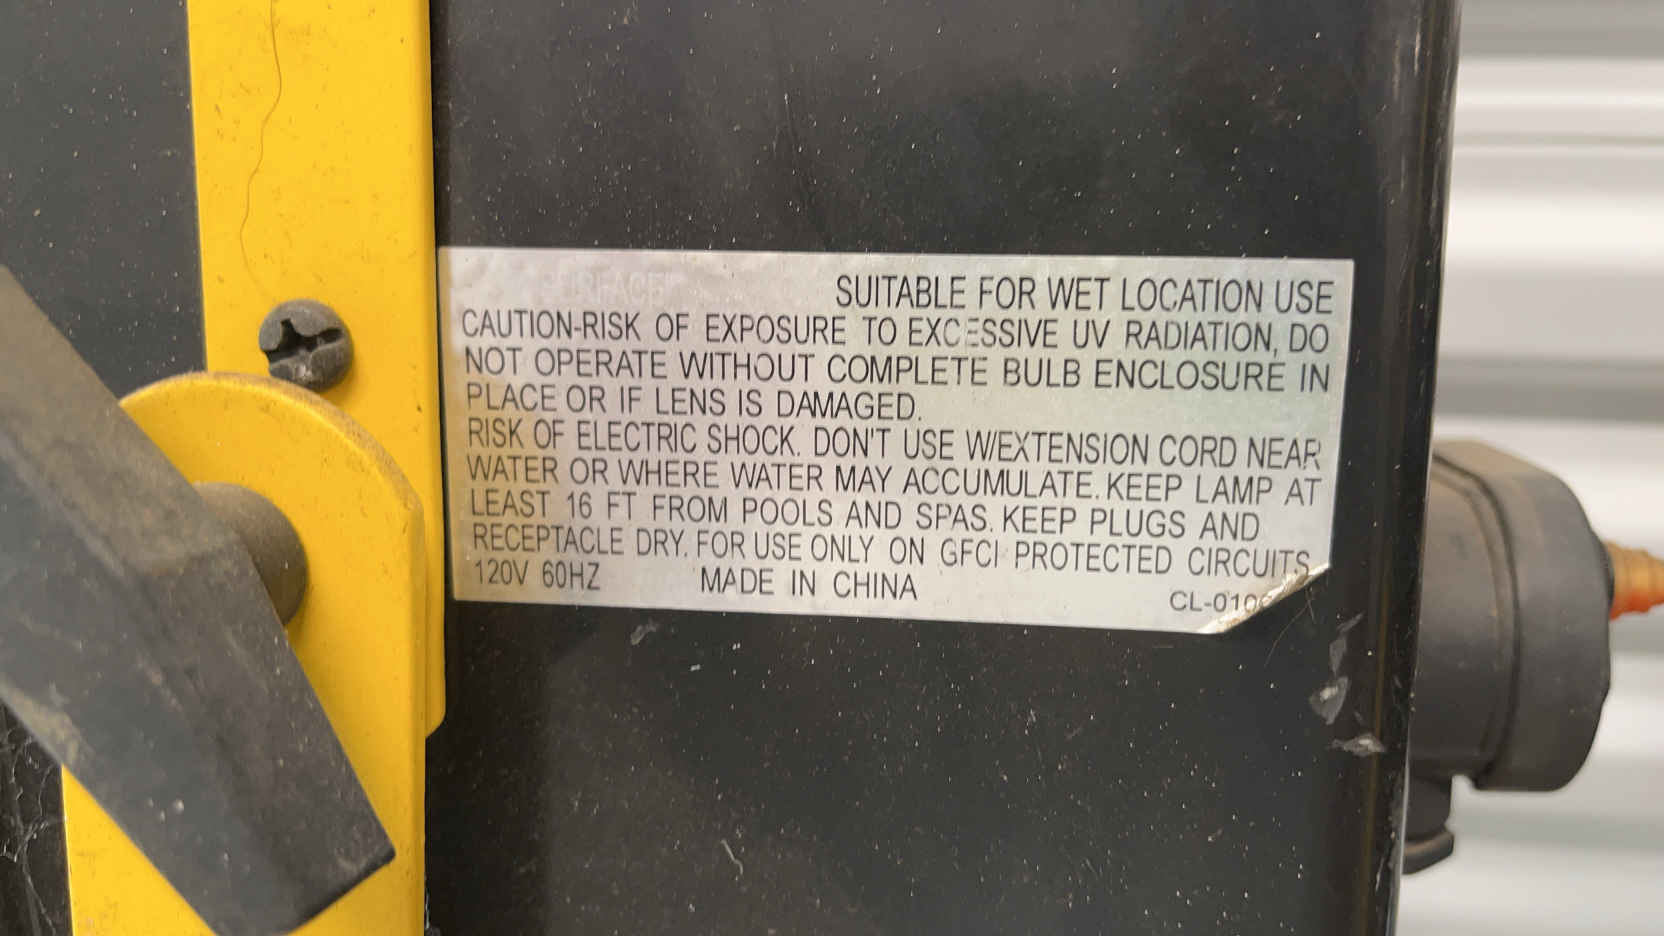 SUITABLE FOR WET LOCATION USE
CAUTION-RISK OF EXPOSURE TO EXCESSIVE UV RADIATION, DO
NOT OPERATE WITHOUT COMPLETE BULB ENCLOSURE IN
PLACE OR IF LENS IS DAMAGED.
RISK OF ELECTRIC SHOCK. DON'T USE W/EXTENSION CORD NEAR
WATER OR WHERE WATER MAY ACCUMULATE. KEEP LAMP AT
LEAST 16 FT FROM POOLS AND SPAS. KEEP PLUGS AND
RECEPTACLE DRY. FOR USE ONLY ON GFCI PROTECTED CIRCUITS
120V 60HZ MADE IN CHINA